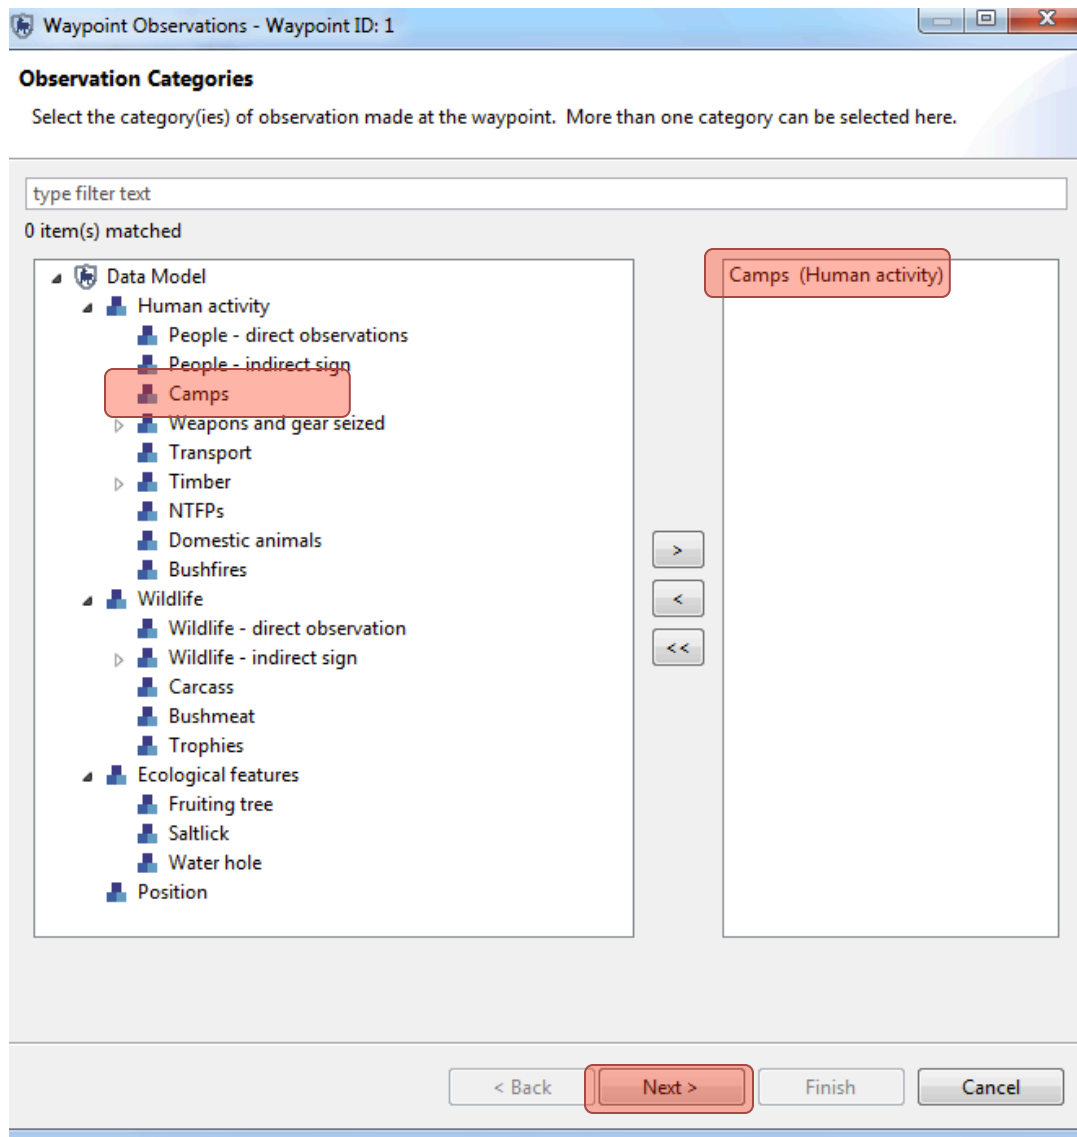 Waypoint Observations - Waypoint ID: 1
Observation Categories
Select the category(ies) of observation made at the waypoint. More than one category can be selected here.
type filter text
0 item(s) matched
Data Model
Human activity
People - direct observations
People - indirect sign
Camps
Weapons and gear seized
Transport
Timber
NTFPs
Domestic animals
Bushfires
Wildlife
Wildlife - direct observation
Wildlife - indirect sign
Carcass
Bushmeat
Trophies
Ecological features
Fruiting tree
Saltlick
Water hole
Position
>
<
<<
Camps (Human activity)
< Back
Next >
Finish
Cancel